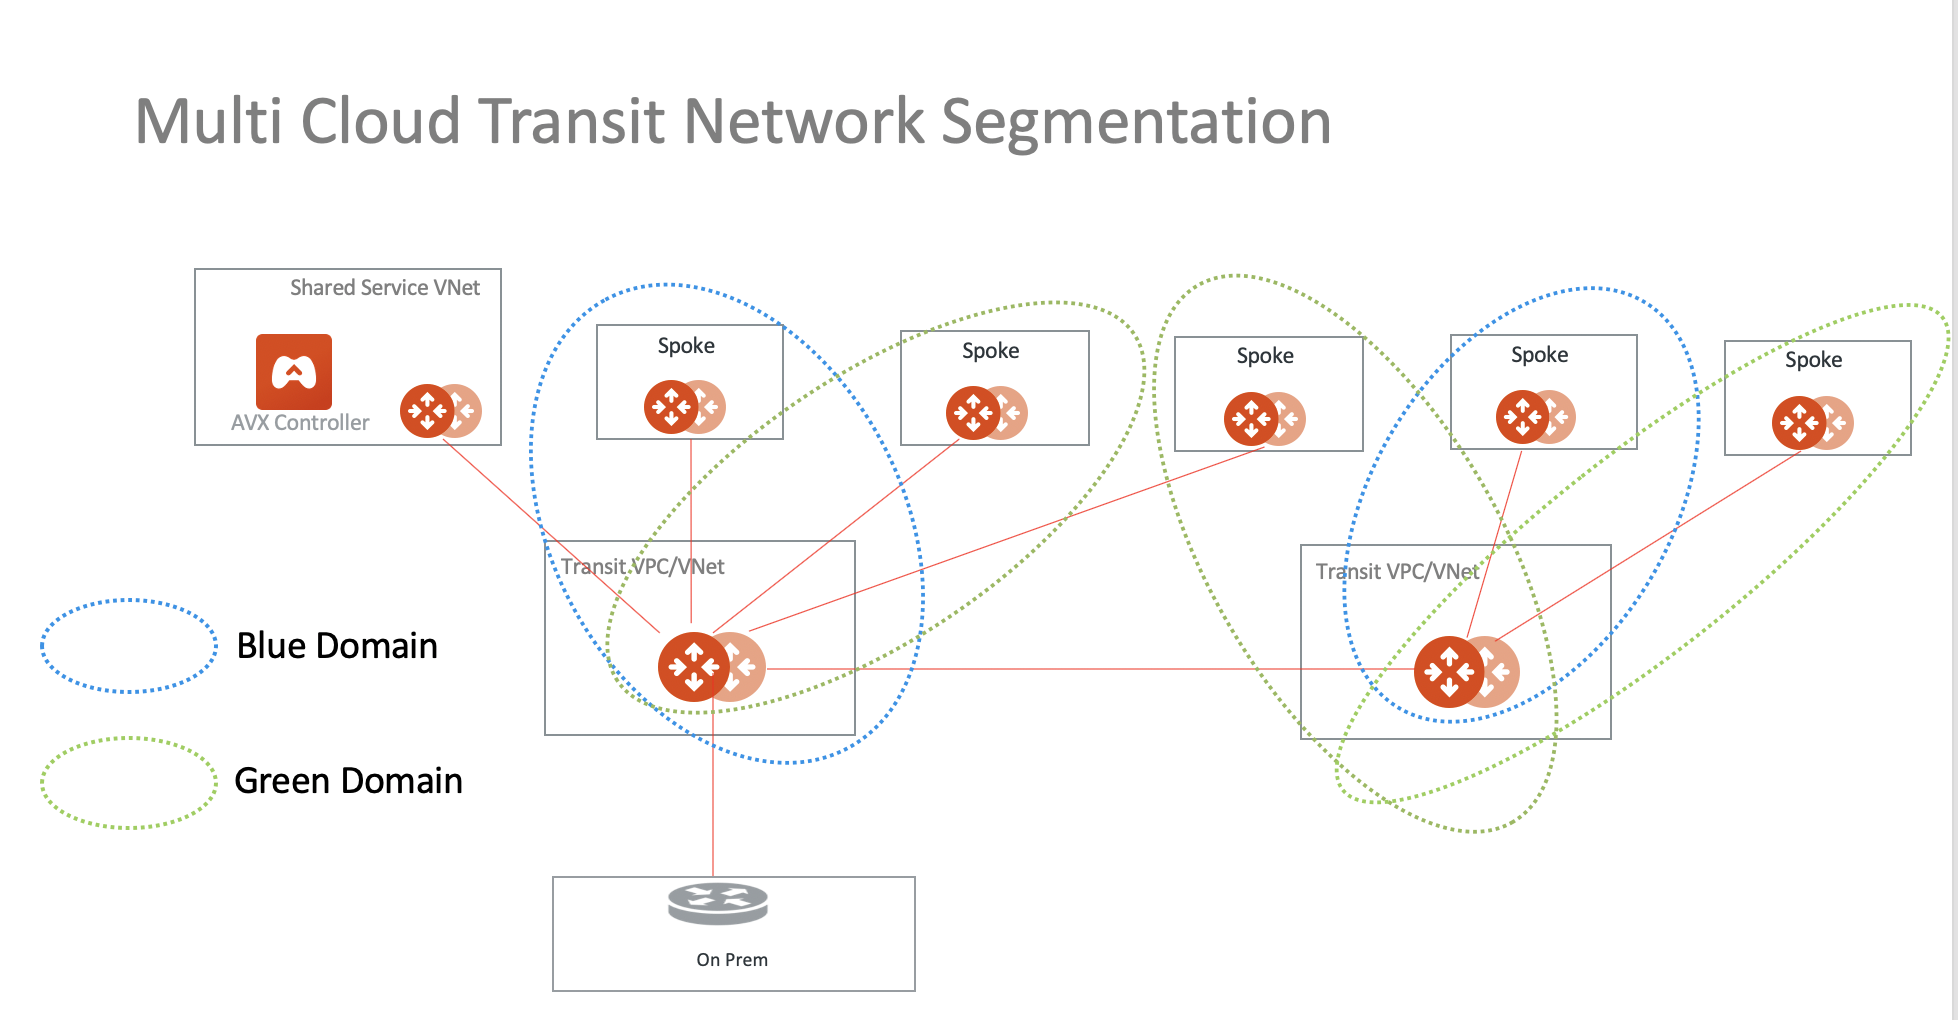 Multi Cloud Transit Network Segmentation
Shared Service VNet
AVX Controller
Spoke
Spoke
Spoke
Spoke
Spoke
Transit VPC/VNet
Transit VPC/VNet
Blue Domain
Green Domain
On Prem